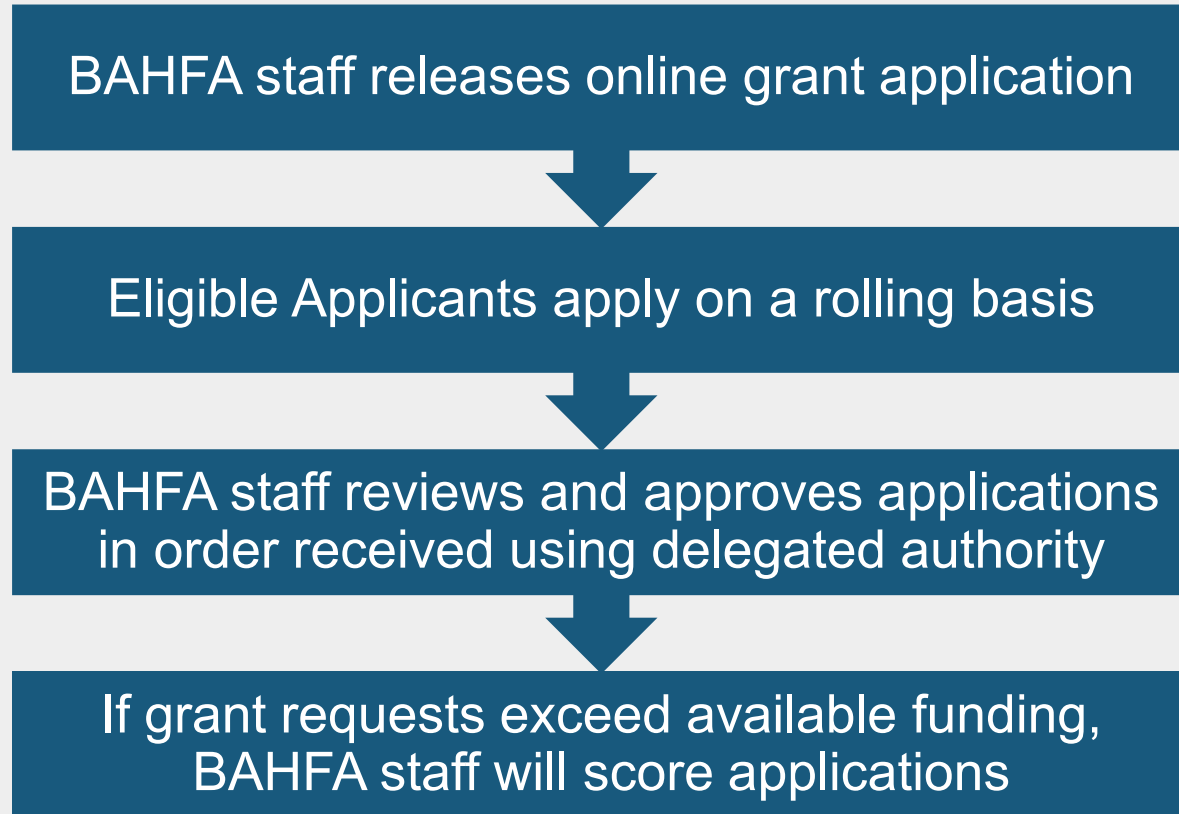 BAHFA staff releases online grant application
Eligible Applicants apply on a rolling basis
BAHFA staff reviews and approves applications
in order received using delegated authority
If grant requests exceed available funding,
BAHFA staff will score applications